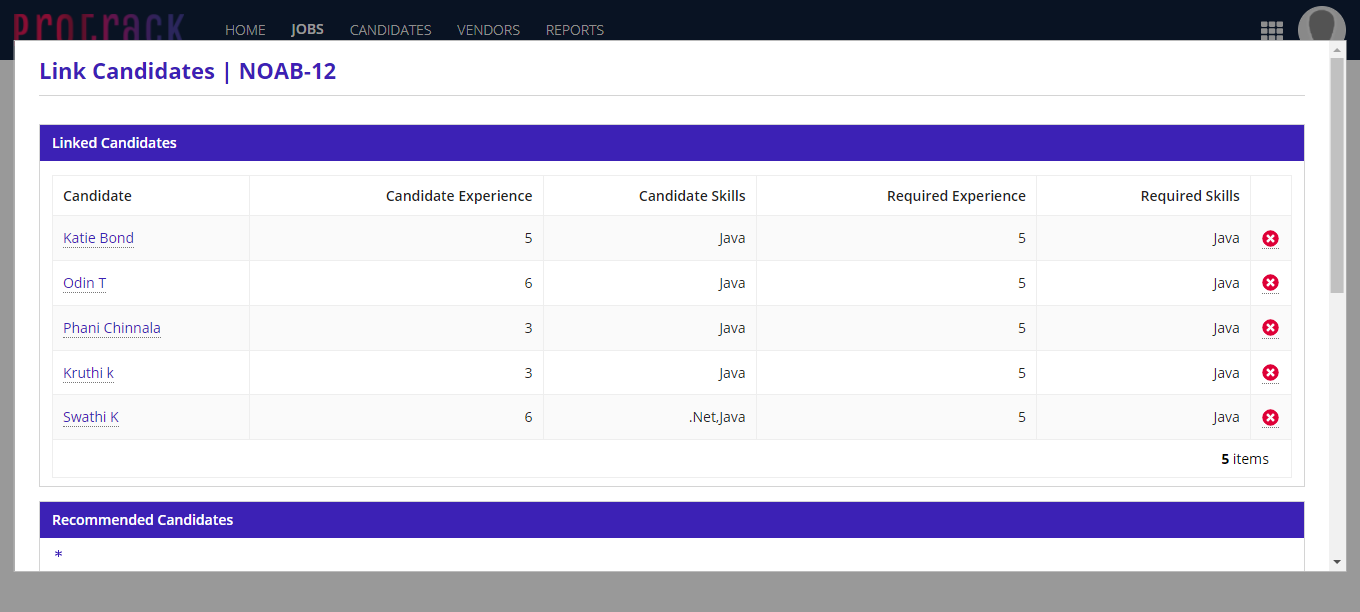 ProTrack
HOME JOBS CANDIDATES VENDORS REPORTS
Link Candidates | NOAB-12
Linked Candidates
Candidate Candidate Experience Candidate Skills Required Experience Required Skills
Katie Bond 5 Java 5 Java
Odin T 6 Java 5 Java
Phani Chinnala 3 Java 5 Java
Kruthi k 3 Java 5 Java
Swathi K 6 .Net,Java 5 Java
5 items
Recommended Candidates
*